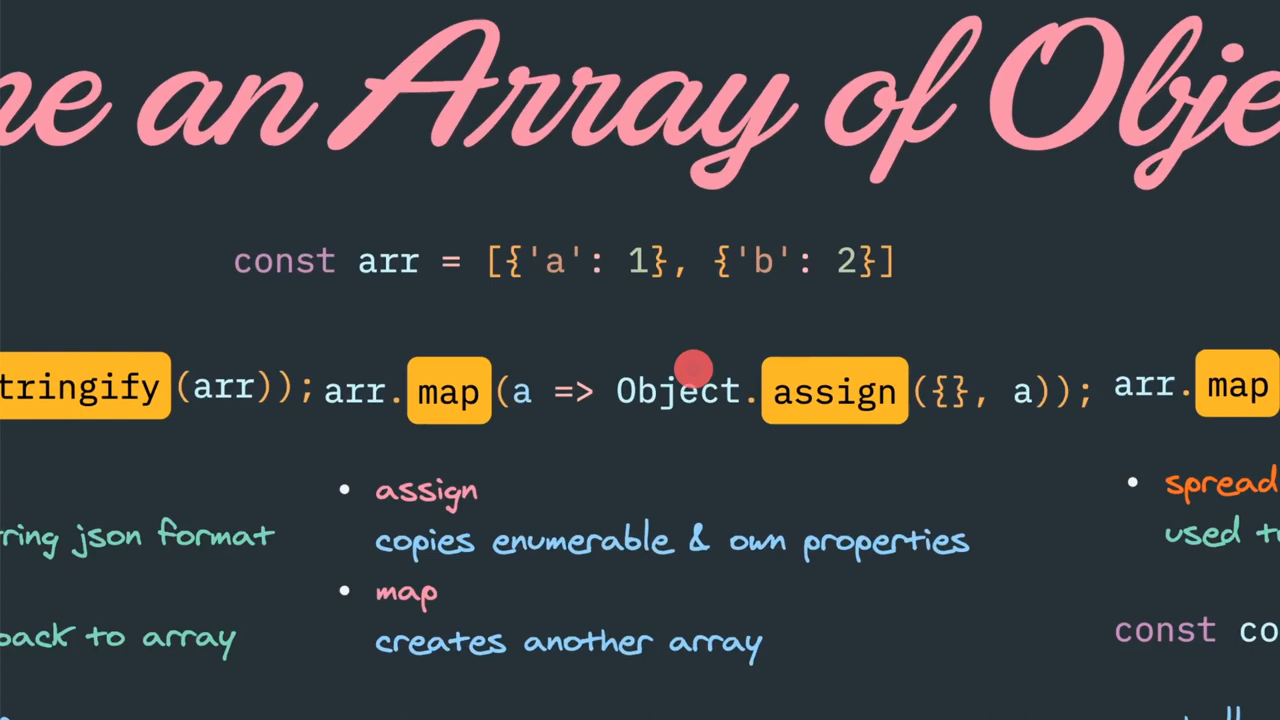 ne an Array of Obje
const arr = [{'a': 1}, {'b': 2}]
tringify(arr));
arr.map(a => Object.assign({}, a));
arr.map
• assign
copies enumerable & own properties
• map
creates another array
ring json format
back to array
• spread
used t
const co